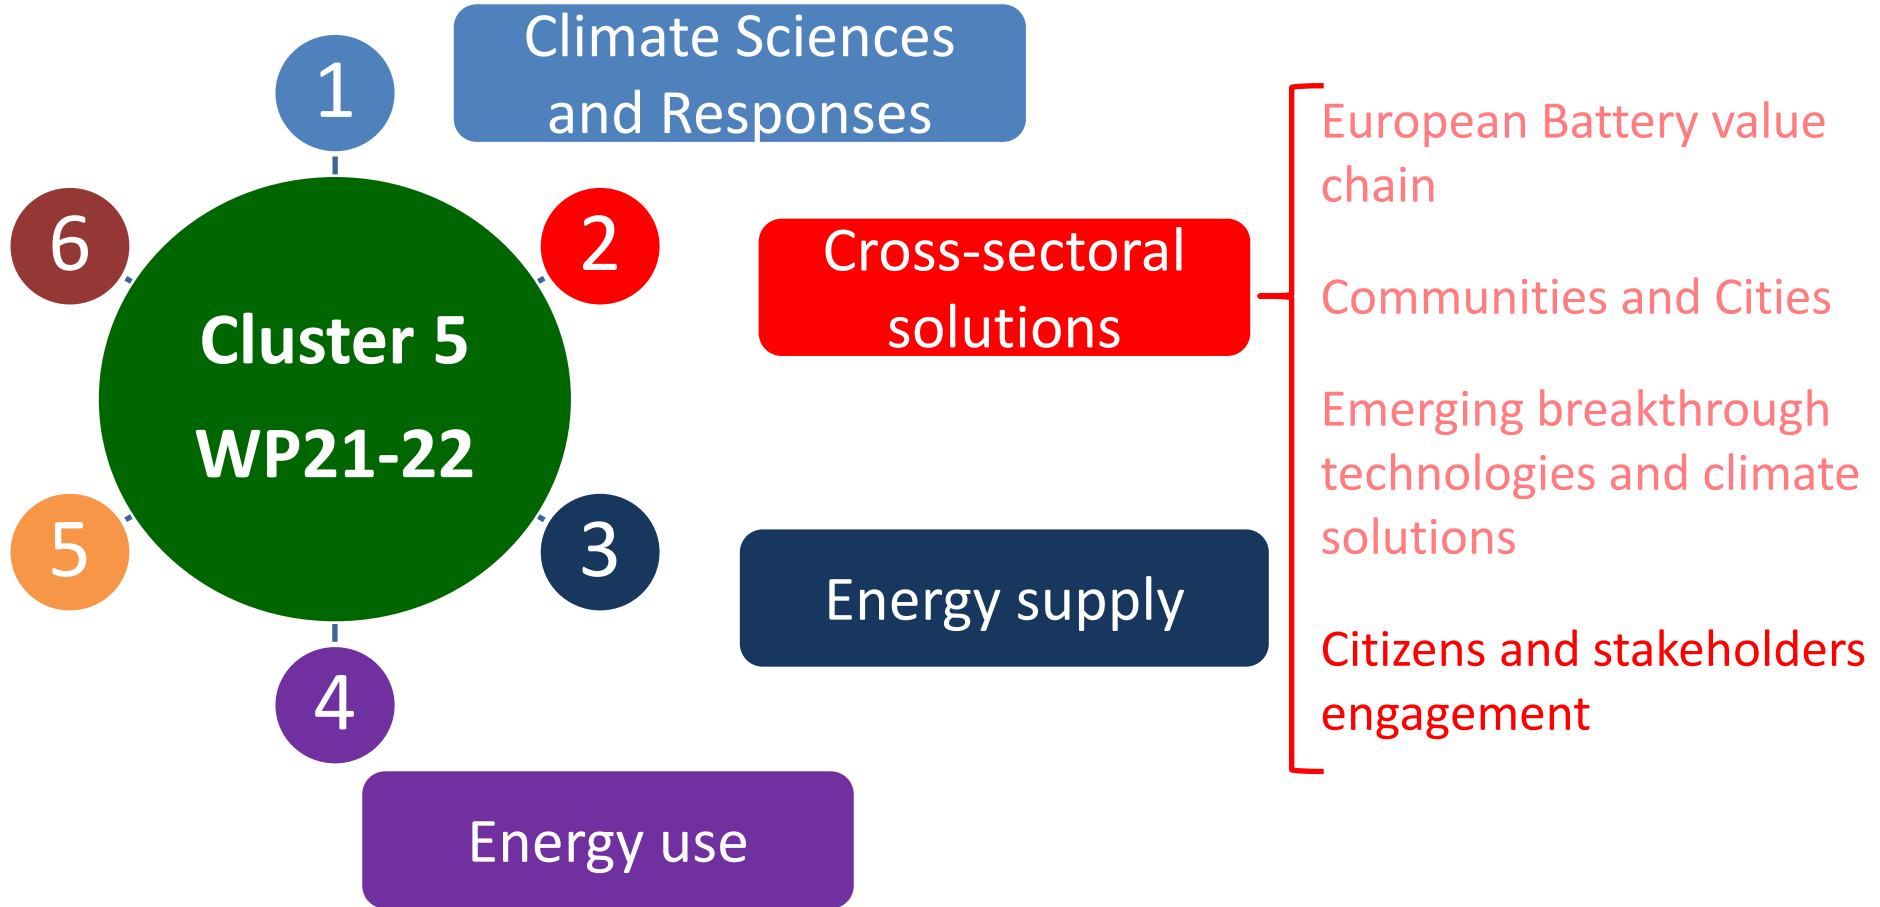 1
Climate Sciences
and Responses
6
2
Cluster 5
WP21-22
5
3
4
Cross-sectoral
solutions
Energy supply
Energy use
European Battery value
chain
Communities and Cities
Emerging breakthrough
technologies and climate
solutions
Citizens and stakeholders
engagement